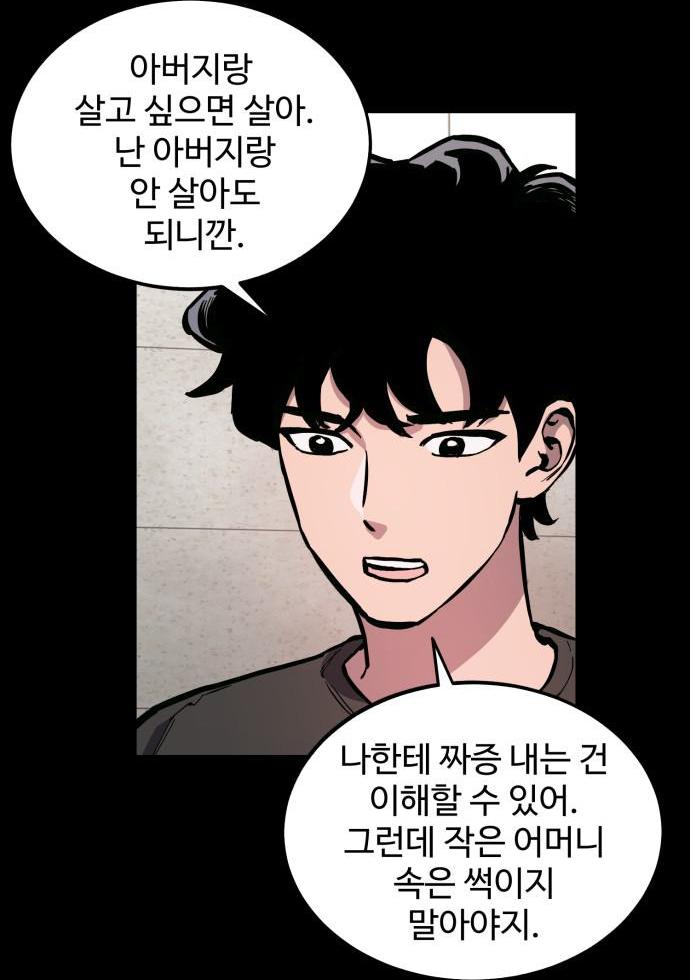 아버지랑
살고 싶으면 살아.
난 아버지랑
안 살아도
되니깐.
나한테 짜증 내는 건
이해할 수 있어.
그런데 작은 어머니
속은 썩이지
말아야지.